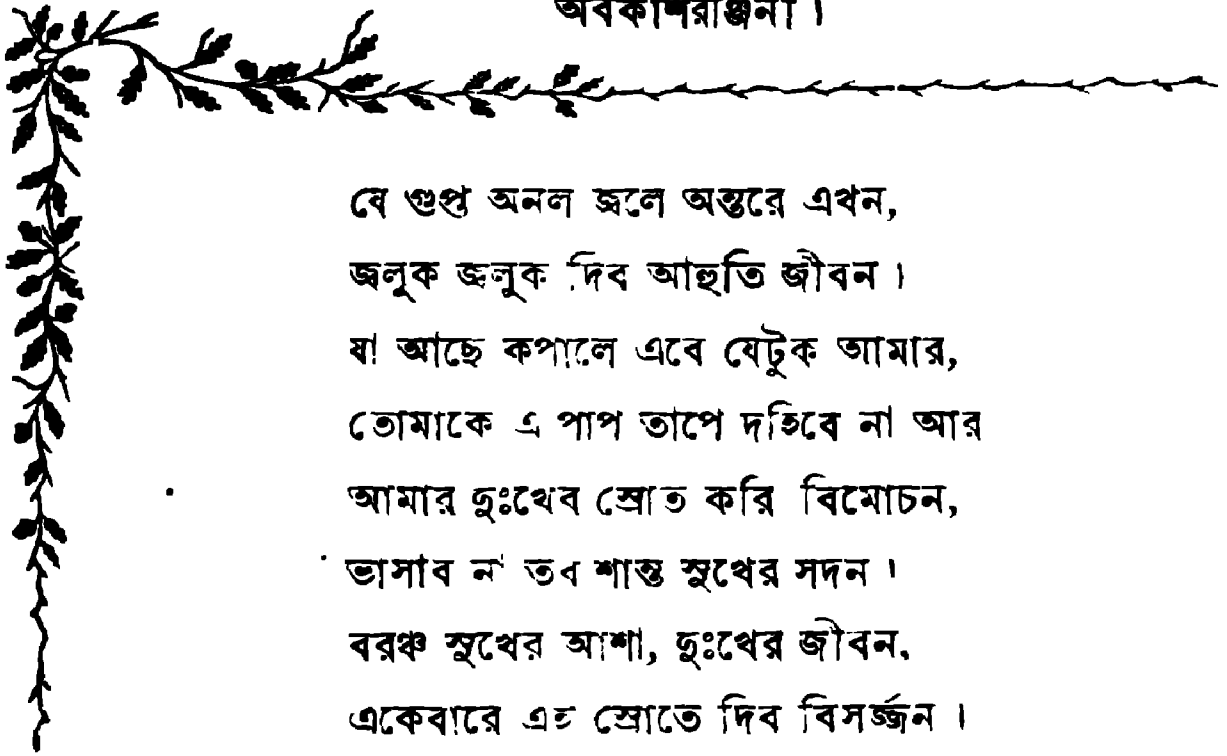 অবকাশরঞ্জিনী ।
যে গুপ্ত অনল জ্বলে অন্তরে এখন,
জ্বলুক জ্বলুক দিব আহুতি জীবন ।
যা আছে কপালে এবে যেটুক আমার,
তোমাকে এ পাপ তাপে দহিবে না আর
আমার দুঃখের স্রোত করি বিমোচন,
ভাসাব না তব শান্ত সুখের সদন ।
বরঞ্চ সুখের আশা, দুঃখের জীবন,
একেবারে এই স্রোতে দিব বিসর্জ্জন ।